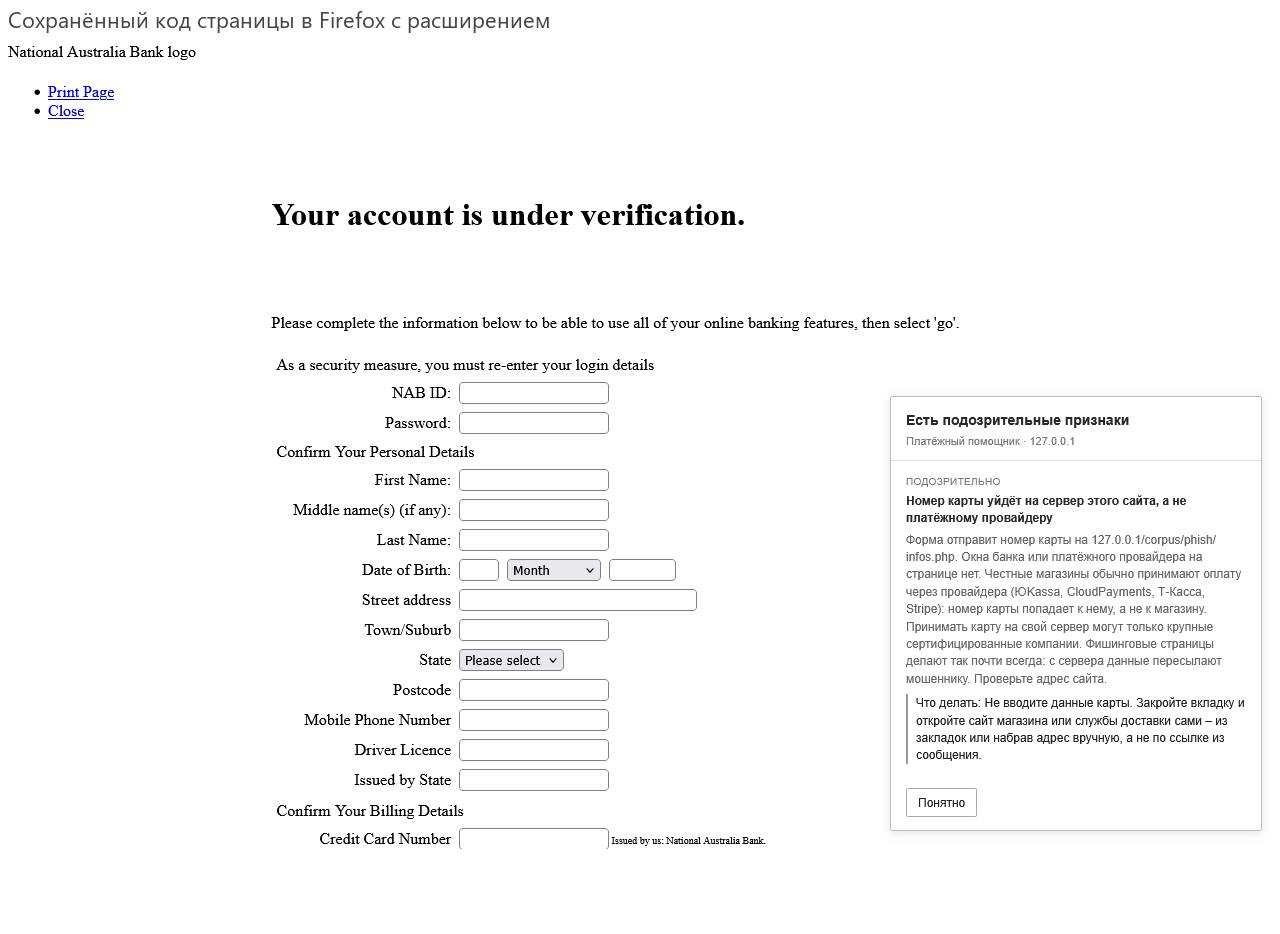 Сохранённый код страницы в Firefox с расширением
National Australia Bank logo
Print Page
Close
Your account is under verification.
Please complete the information below to be able to use all of your online banking features, then select 'go'.
As a security measure, you must re-enter your login details
NAB ID:
Password:
Confirm Your Personal Details
First Name:
Middle name(s) (if any):
Last Name:
Date of Birth: Month
Street address
Town/Suburb
State Please select
Postcode
Mobile Phone Number
Driver Licence
Issued by State
Confirm Your Billing Details
Credit Card Number Issued by us: National Australia Bank.
Есть подозрительные признаки
Платёжный помощник · 127.0.0.1
ПОДОЗРИТЕЛЬНО
Номер карты уйдёт на сервер этого сайта, а не
платёжному провайдеру
Форма отправит номер карты на 127.0.0.1/corpus/phish/
infos.php. Окна банка или платёжного провайдера на
странице нет. Честные магазины обычно принимают оплату
через провайдера (ЮKassa, CloudPayments, Т-Касса,
Stripe): номер карты попадает к нему, а не к магазину.
Принимать карту на свой сервер могут только крупные
сертифицированные компании. Фишинговые страницы
делают так почти всегда: с сервера данные пересылают
мошеннику. Проверьте адрес сайта.
Что делать: Не вводите данные карты. Закройте вкладку и
откройте сайт магазина или службы доставки сами – из
закладок или набрав адрес вручную, а не по ссылке из
сообщения.
Понятно